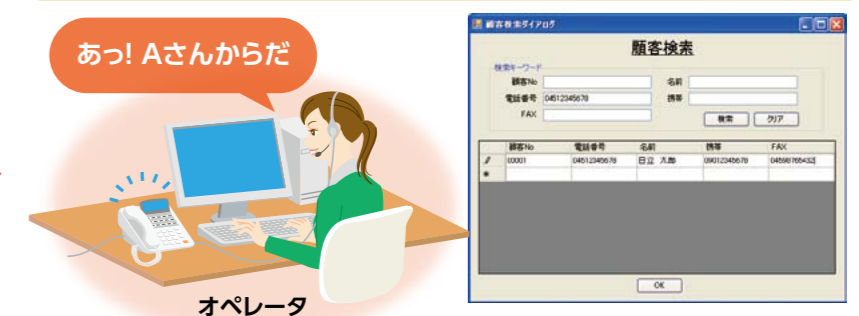 あっ! Aさんからだ
オペレータ
顧客検索ダイアログ
顧客検索
検索キーワード
顧客No
名前
電話番号 04512345678
携帯
FAX
検索 クリア
顧客No 電話番号 名前 携帯 FAX
00001 04512345678 日立 太郎 09012345678 04598765432
OK